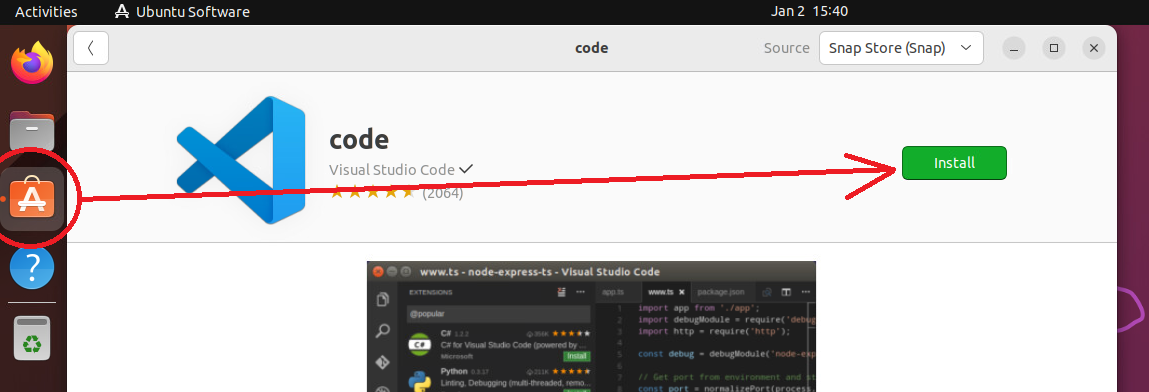 Activities Ubuntu Software Jan 2 15:40
code Source Snap Store (Snap)
code
Visual Studio Code
(2064)
Install
www.ts - node-express-ts - Visual Studio Code
EXTENSIONS app.ts www.ts package.json
@popular
C# 1.2.2 356K
C# for Visual Studio Code (powered by ...
Microsoft Install
Python 0.3.17 211K
Linting, Debugging (multi-threaded, remo...
1 import app from './app';
2 import debugModule = require('debug
3 import http = require('http');
4
5 const debug = debugModule('node-exp
6
7 // Get port from environment and st
8 const port = normalizePort(process.